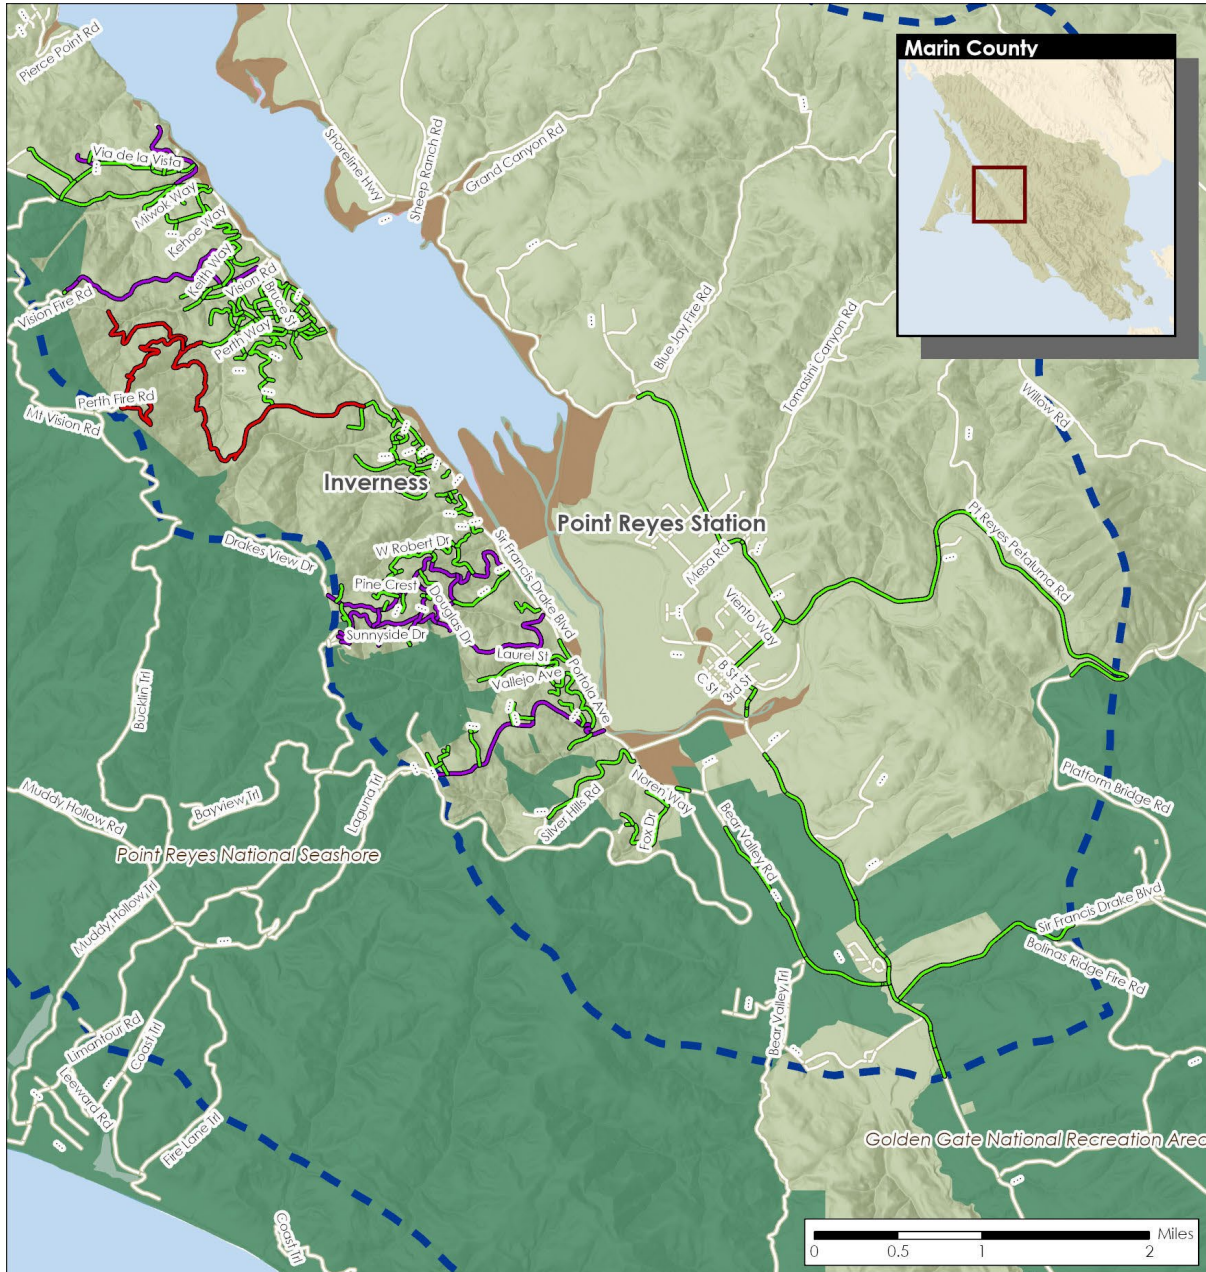 Pierce Point Rd
Marin County
Shoreline Hwy
Sheep Ranch Rd
Grand Canyon Rd
Via de la Vista
Miwok Way
Kehoe Way
Keith Way
Vision Rd
Bruce St
Vision Fire Rd
Perth Way
Blue Jay Fire Rd
Tomasini Canyon Rd
Perth Fire Rd
Mt Vision Rd
Willow Rd
Inverness
Point Reyes Station
Drakes View Dr
W Robert Dr
Sir Francis Drake Blvd
Mesa Rd
Pt Reyes Petaluma Rd
Pine Crest
Douglas Dr
Viento Way
Sunnyside Dr
Laurel St
Vallejo Ave
Portola Ave
B St
C St
3rd St
Bucklin Trl
Muddy Hollow Rd
Bayview Trl
Laguna Trl
Silver Hills Rd
Noren Way
Fox Dr
Bear Valley Rd
Platform Bridge Rd
Point Reyes National Seashore
Muddy Hollow Trl
Sir Francis Drake Blvd
Bolinas Ridge Fire Rd
Bear Valley Trl
Limantour Rd
Coast Trl
Leeward Rd
Fire Lane Trl
Golden Gate National Recreation Area
Coast Trl
Miles
0 0.5 1 2